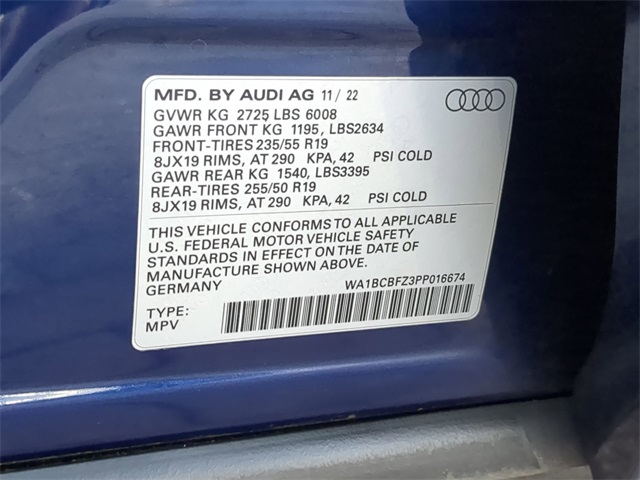 MFD. BY AUDI AG 11/22
GVWR KG 2725 LBS 6008
GAWR FRONT KG 1195, LBS2634
FRONT-TIRES 235/55 R19
8JX19 RIMS, AT 290 KPA, 42 PSI COLD
GAWR REAR KG 1540, LBS3395
REAR-TIRES 255/50 R19
8JX19 RIMS, AT 290 KPA, 42 PSI COLD
THIS VEHICLE CONFORMS TO ALL APPLICABLE
U.S. FEDERAL MOTOR VEHICLE SAFETY
STANDARDS IN EFFECT ON THE DATE OF
MANUFACTURE SHOWN ABOVE.
GERMANY WA1BCBFZ3PP016674
TYPE:
MPV